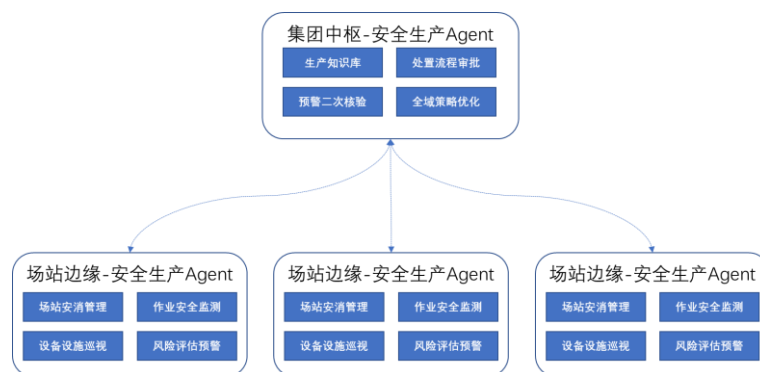 集团中枢-安全生产Agent
生产知识库
处置流程审批
预警二次核验
全域策略优化
场站边缘-安全生产Agent
场站安消管理
作业安全监测
设备设施巡视
风险评估预警
场站边缘-安全生产Agent
场站安消管理
作业安全监测
设备设施巡视
风险评估预警
场站边缘-安全生产Agent
场站安消管理
作业安全监测
设备设施巡视
风险评估预警